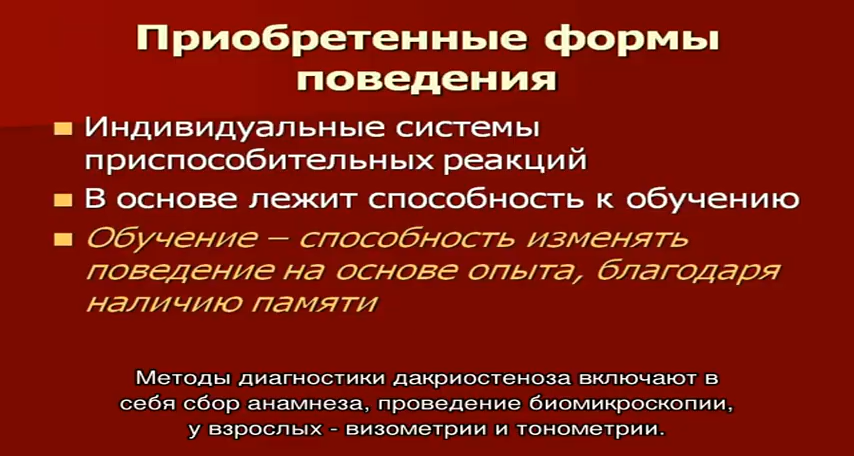 Приобретенные формы
поведения
Индивидуальные системы
приспособительных реакций
В основе лежит способность к обучению
Обучение – способность изменять
поведение на основе опыта, благодаря
наличию памяти
Методы диагностики дакриостеноза включают в
себя сбор анамнеза, проведение биомикроскопии,
у взрослых - визометрии и тонометрии.